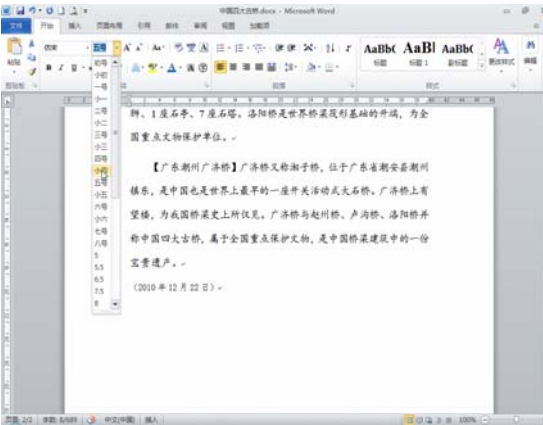 中国四大古桥.docx - Microsoft Word
文件 开始 插入 页面布局 引用 邮件 审阅 视图 加载项
仿宋 五号
AaBbC AaBl AaBbC
粘贴 标题 标题 1 副标题 更改样式 编辑
剪贴板 段落 样式
初号
小初
一号
小一
二号
小二
三号
小三
四号
小四
五号
小五
六号
小六
七号
八号
5
5.5
6.5
7.5
8
狮、1 座石亭、7 座石塔。洛阳桥是世界桥梁筏形基础的开端，为全
国重点文物保护单位。
【广东潮州广济桥】广济桥又称湘子桥，位于广东省潮安县潮州
镇东，是中国也是世界上最早的一座开关活动式大石桥。广济桥上有
望楼，为我国桥梁史上所仅见。广济桥与赵州桥、卢沟桥、洛阳桥并
称中国四大古桥，属于全国重点保护文物，是中国桥梁建筑中的一份
宝贵遗产。
（2010 年 12 月 22 日）
页面: 2/2 字数: 8/689 中文(中国) 插入 100%